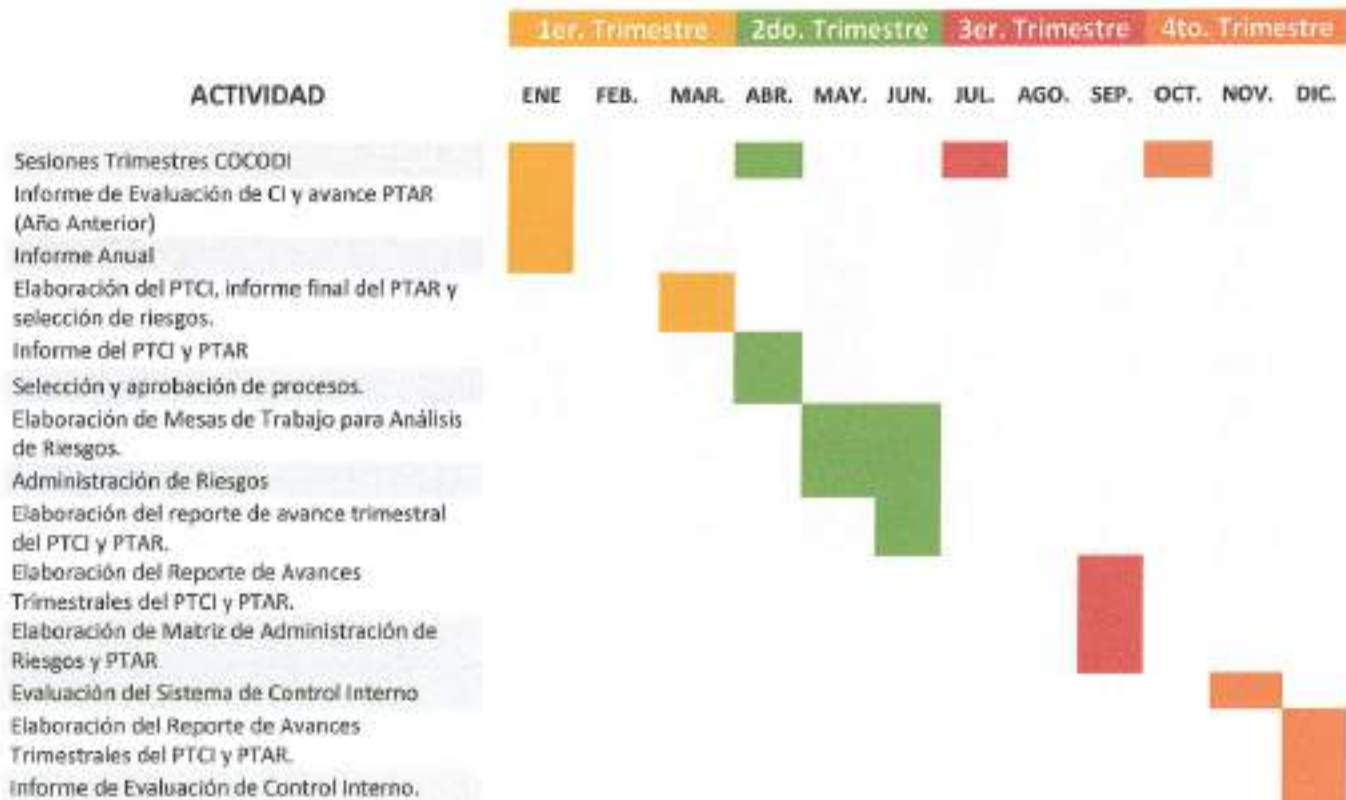 1er. Trimestre 2do. Trimestre 3er. Trimestre 4to. Trimestre
ACTIVIDAD ENE FEB. MAR. ABR. MAY. JUN. JUL. AGO. SEP. OCT. NOV. DIC.
Sesiones Trimestres COCODI
Informe de Evaluación de CI y avance PTAR
(Año Anterior)
Informe Anual
Elaboración del PTCI, informe final del PTAR y
selección de riesgos.
Informe del PTCI y PTAR
Selección y aprobación de procesos.
Elaboración de Mesas de Trabajo para Análisis
de Riesgos.
Administración de Riesgos
Elaboración del reporte de avance trimestral
del PTCI y PTAR.
Elaboración del Reporte de Avances
Trimestrales del PTCI y PTAR.
Elaboración de Matriz de Administración de
Riesgos y PTAR
Evaluación del Sistema de Control Interno
Elaboración del Reporte de Avances
Trimestrales del PTCI y PTAR.
Informe de Evaluación de Control Interno.